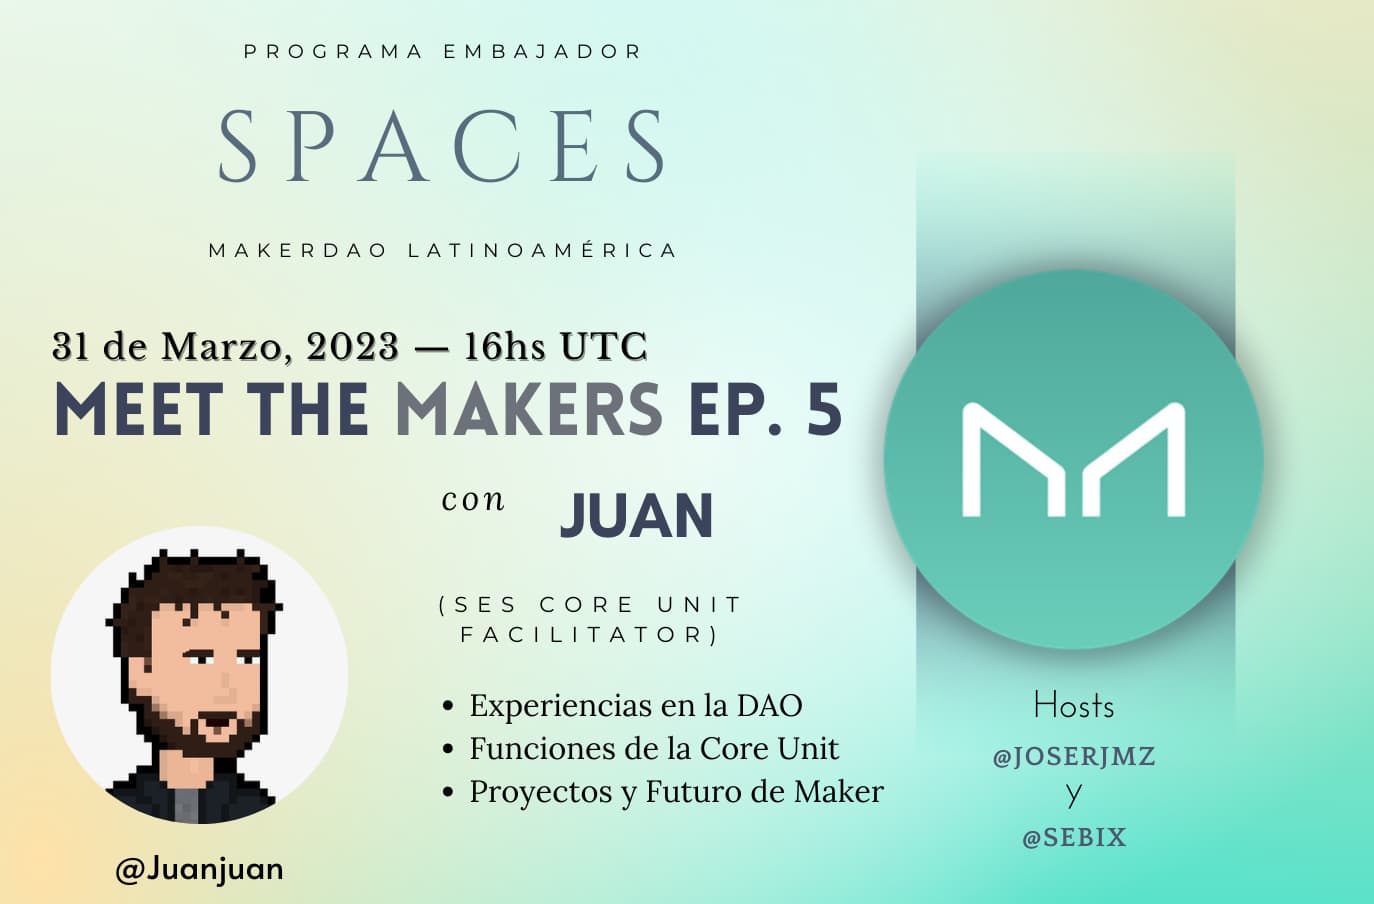 PROGRAMA EMBAJADOR
SPACES
MAKERDAO LATINOAMÉRICA
31 de Marzo, 2023 — 16hs UTC
MEET THE MAKERS EP. 5
con JUAN
(SES CORE UNIT
FACILITATOR)
• Experiencias en la DAO
• Funciones de la Core Unit
• Proyectos y Futuro de Maker
@Juanjuan
Hosts
@JOSERJMZ
y
@SEBIX